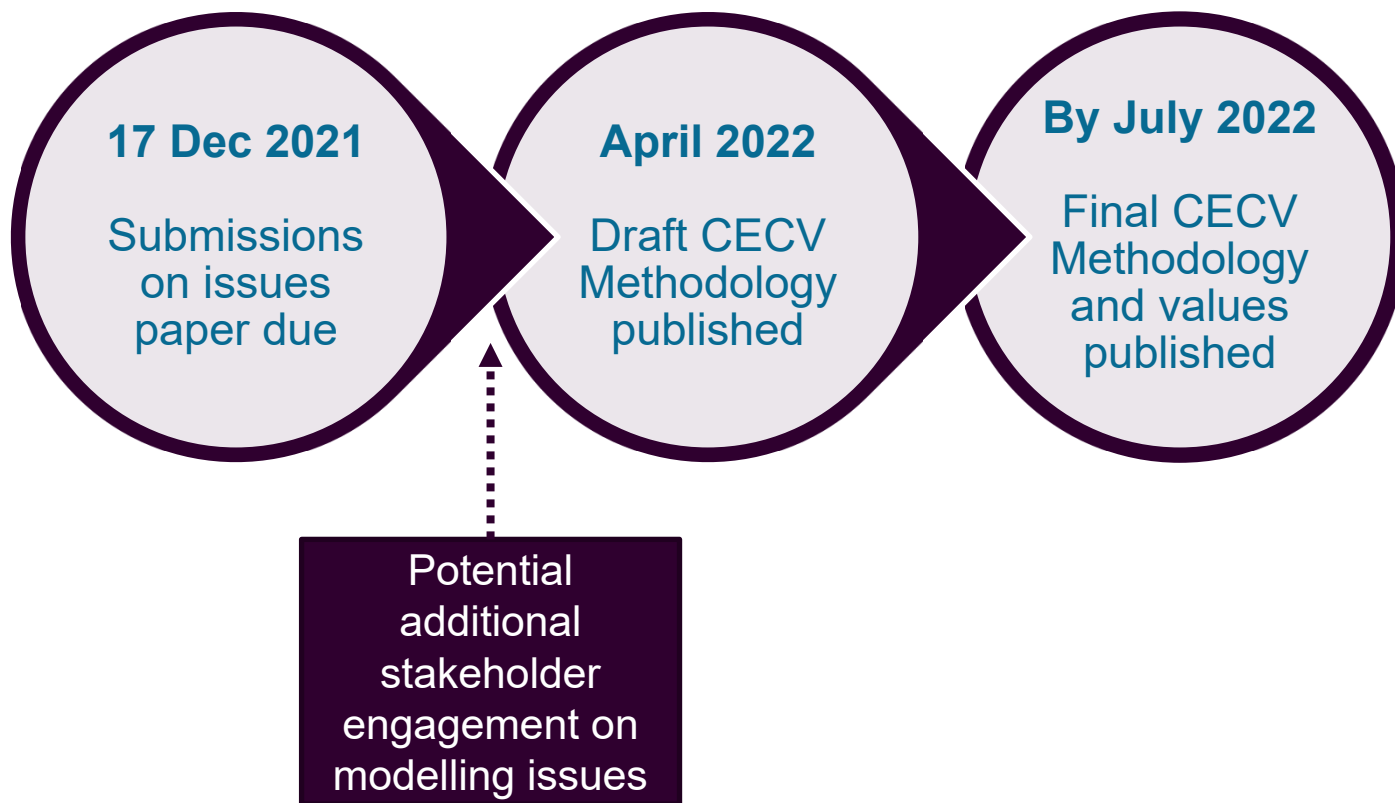 17 Dec 2021
Submissions
on issues
paper due
April 2022
Draft CECV
Methodology
published
By July 2022
Final CECV
Methodology
and values
published
Potential
additional
stakeholder
engagement on
modelling issues